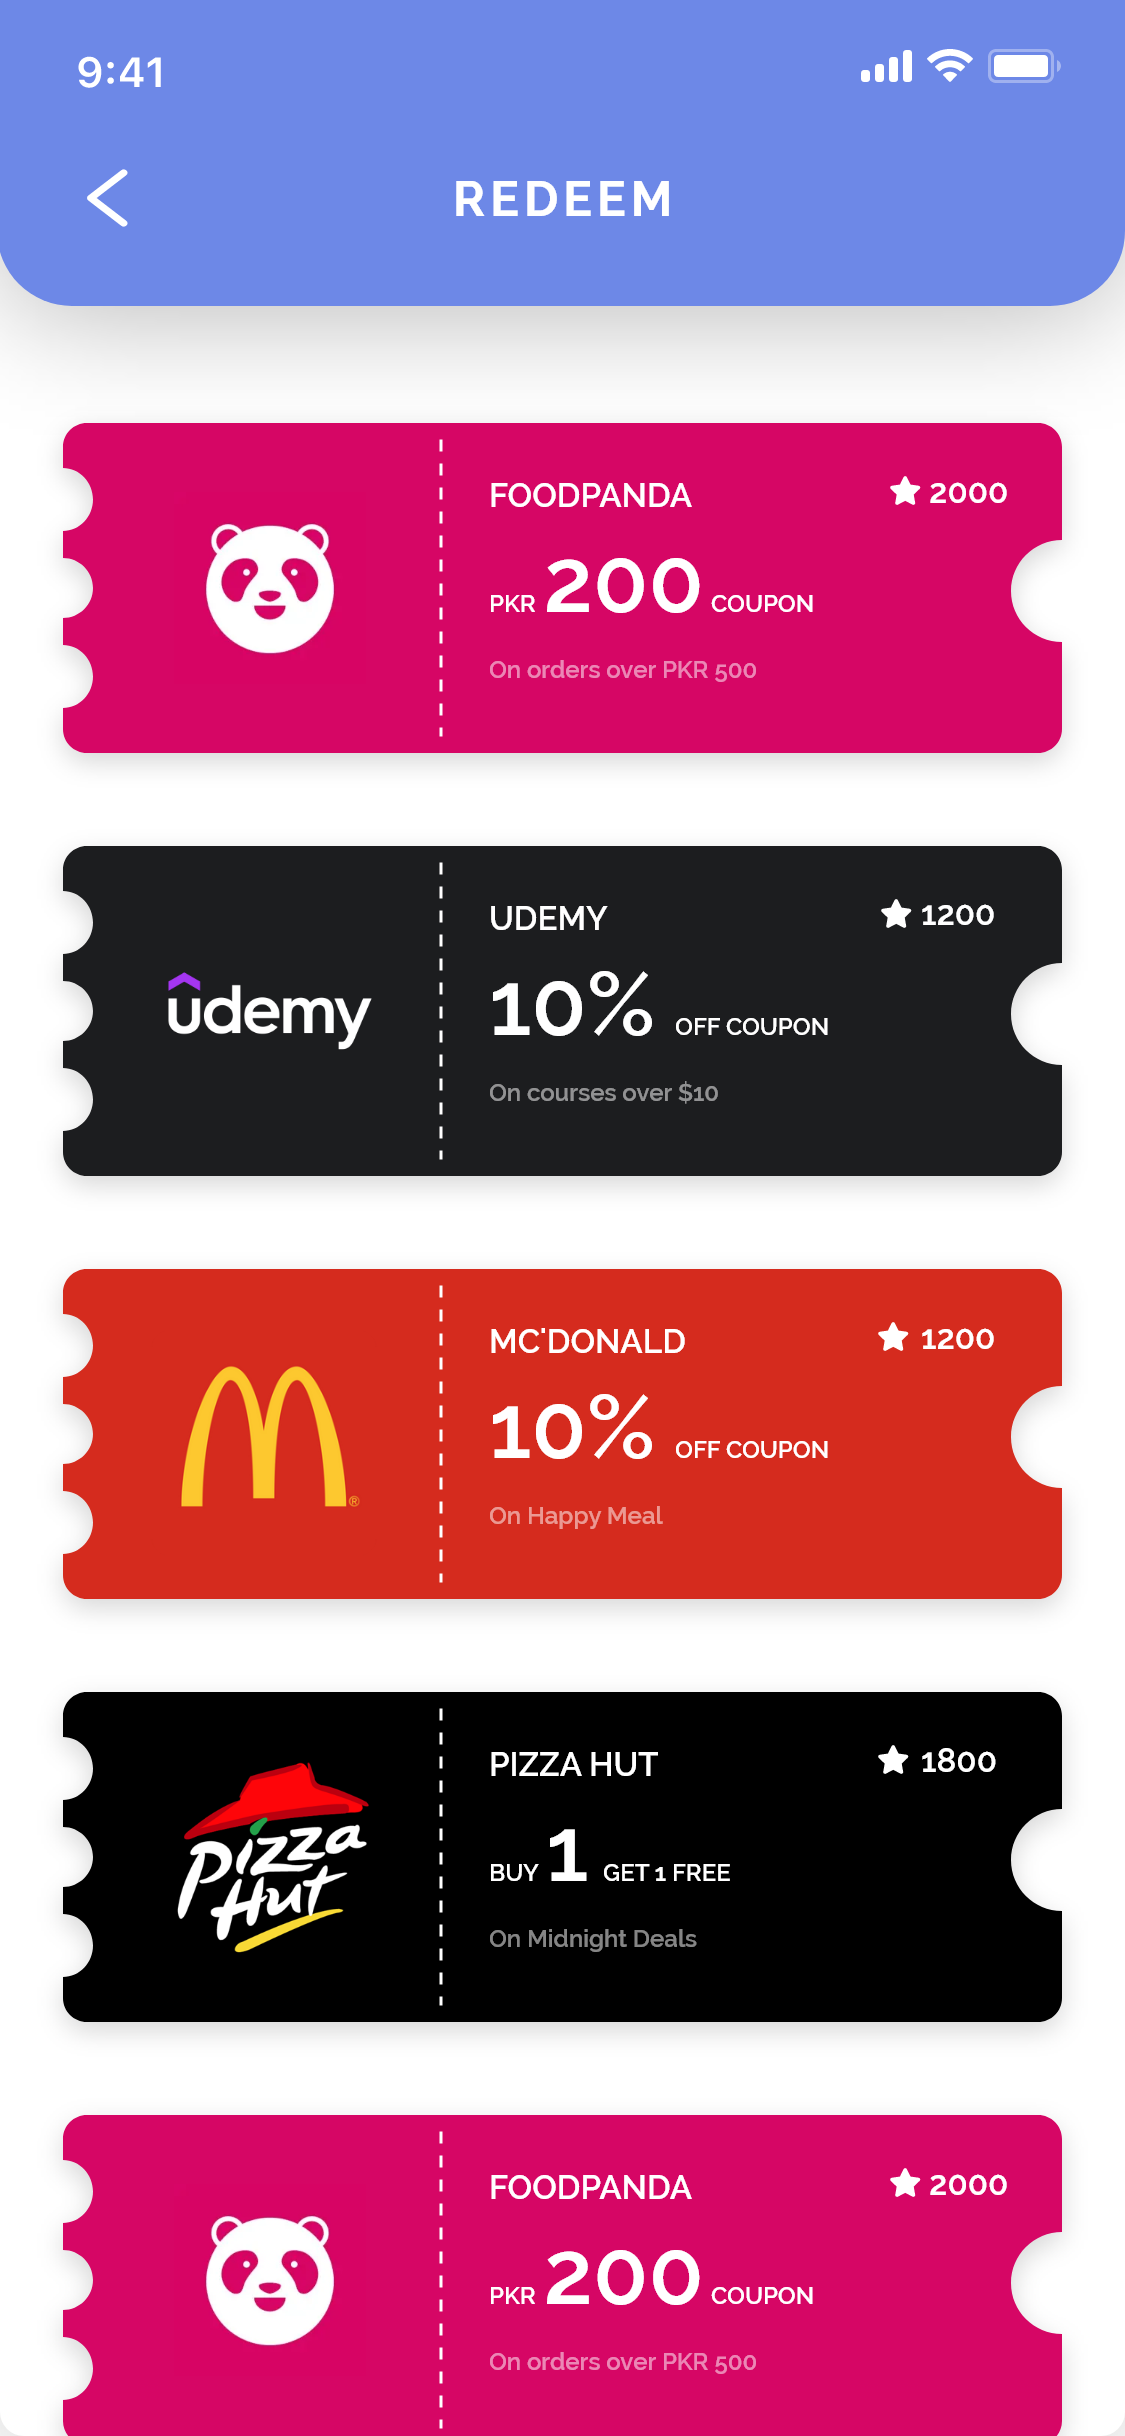 9:41
REDEEM
FOODPANDA
★ 2000
PKR 200 COUPON
On orders over PKR 500
udemy
UDEMY
★ 1200
10% OFF COUPON
On courses over $10
®
MC'DONALD
★ 1200
10% OFF COUPON
On Happy Meal
Pizza
Hut
PIZZA HUT
★ 1800
BUY 1 GET 1 FREE
On Midnight Deals
FOODPANDA
★ 2000
PKR 200 COUPON
On orders over PKR 500